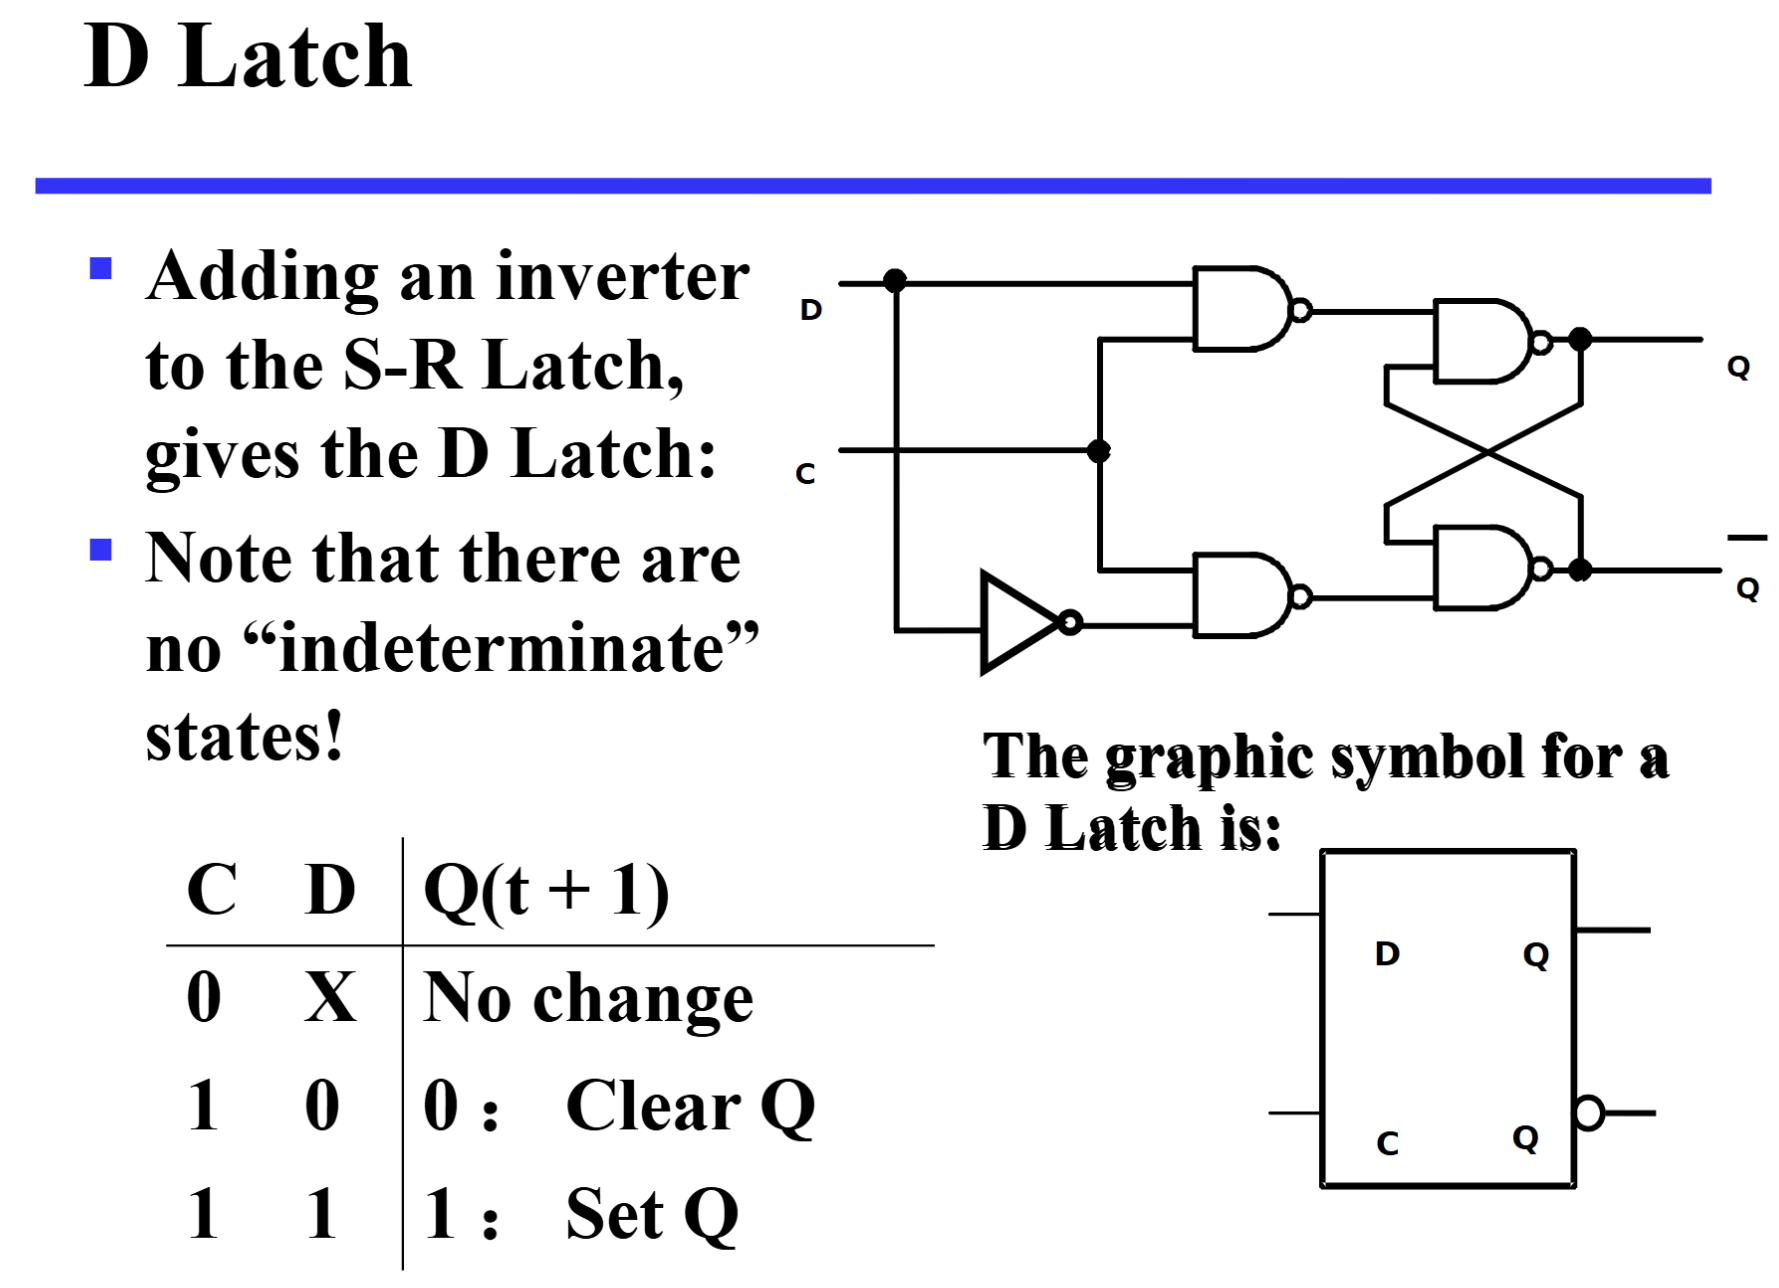 D Latch
Adding an inverter
to the S-R Latch,
gives the D Latch:
Note that there are
no “indeterminate”
states!
D
C
Q
Q̅
The graphic symbol for a
D Latch is:
D Q
C Q
C D Q(t + 1)
0 X No change
1 0 0： Clear Q
1 1 1： Set Q